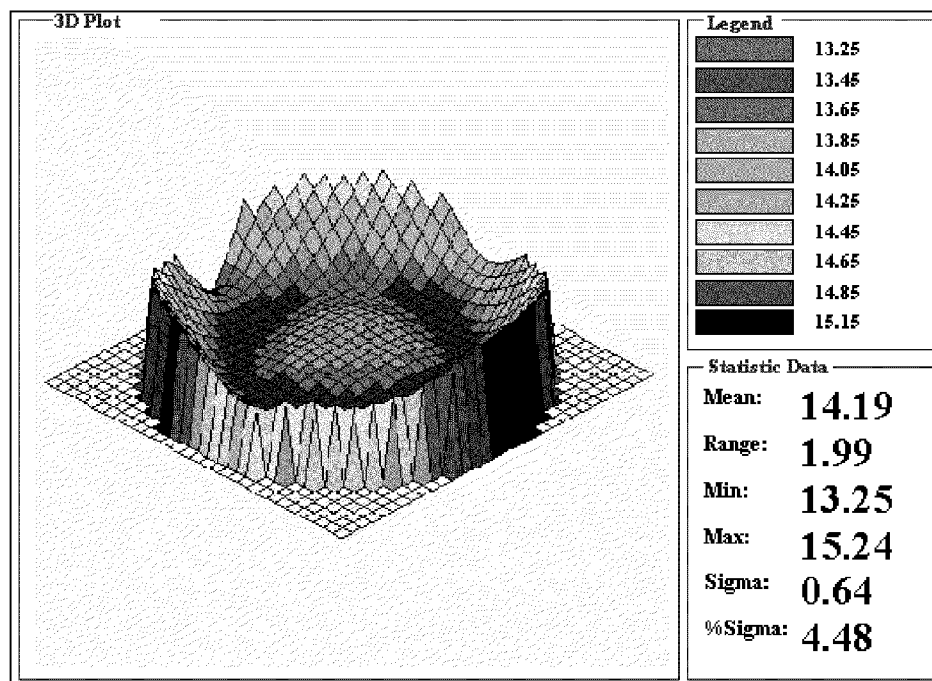 3D Plot
Legend
13.25
13.45
13.65
13.85
14.05
14.25
14.45
14.65
14.85
15.15
Statistic Data
Mean: 14.19
Range: 1.99
Min: 13.25
Max: 15.24
Sigma: 0.64
%Sigma: 4.48